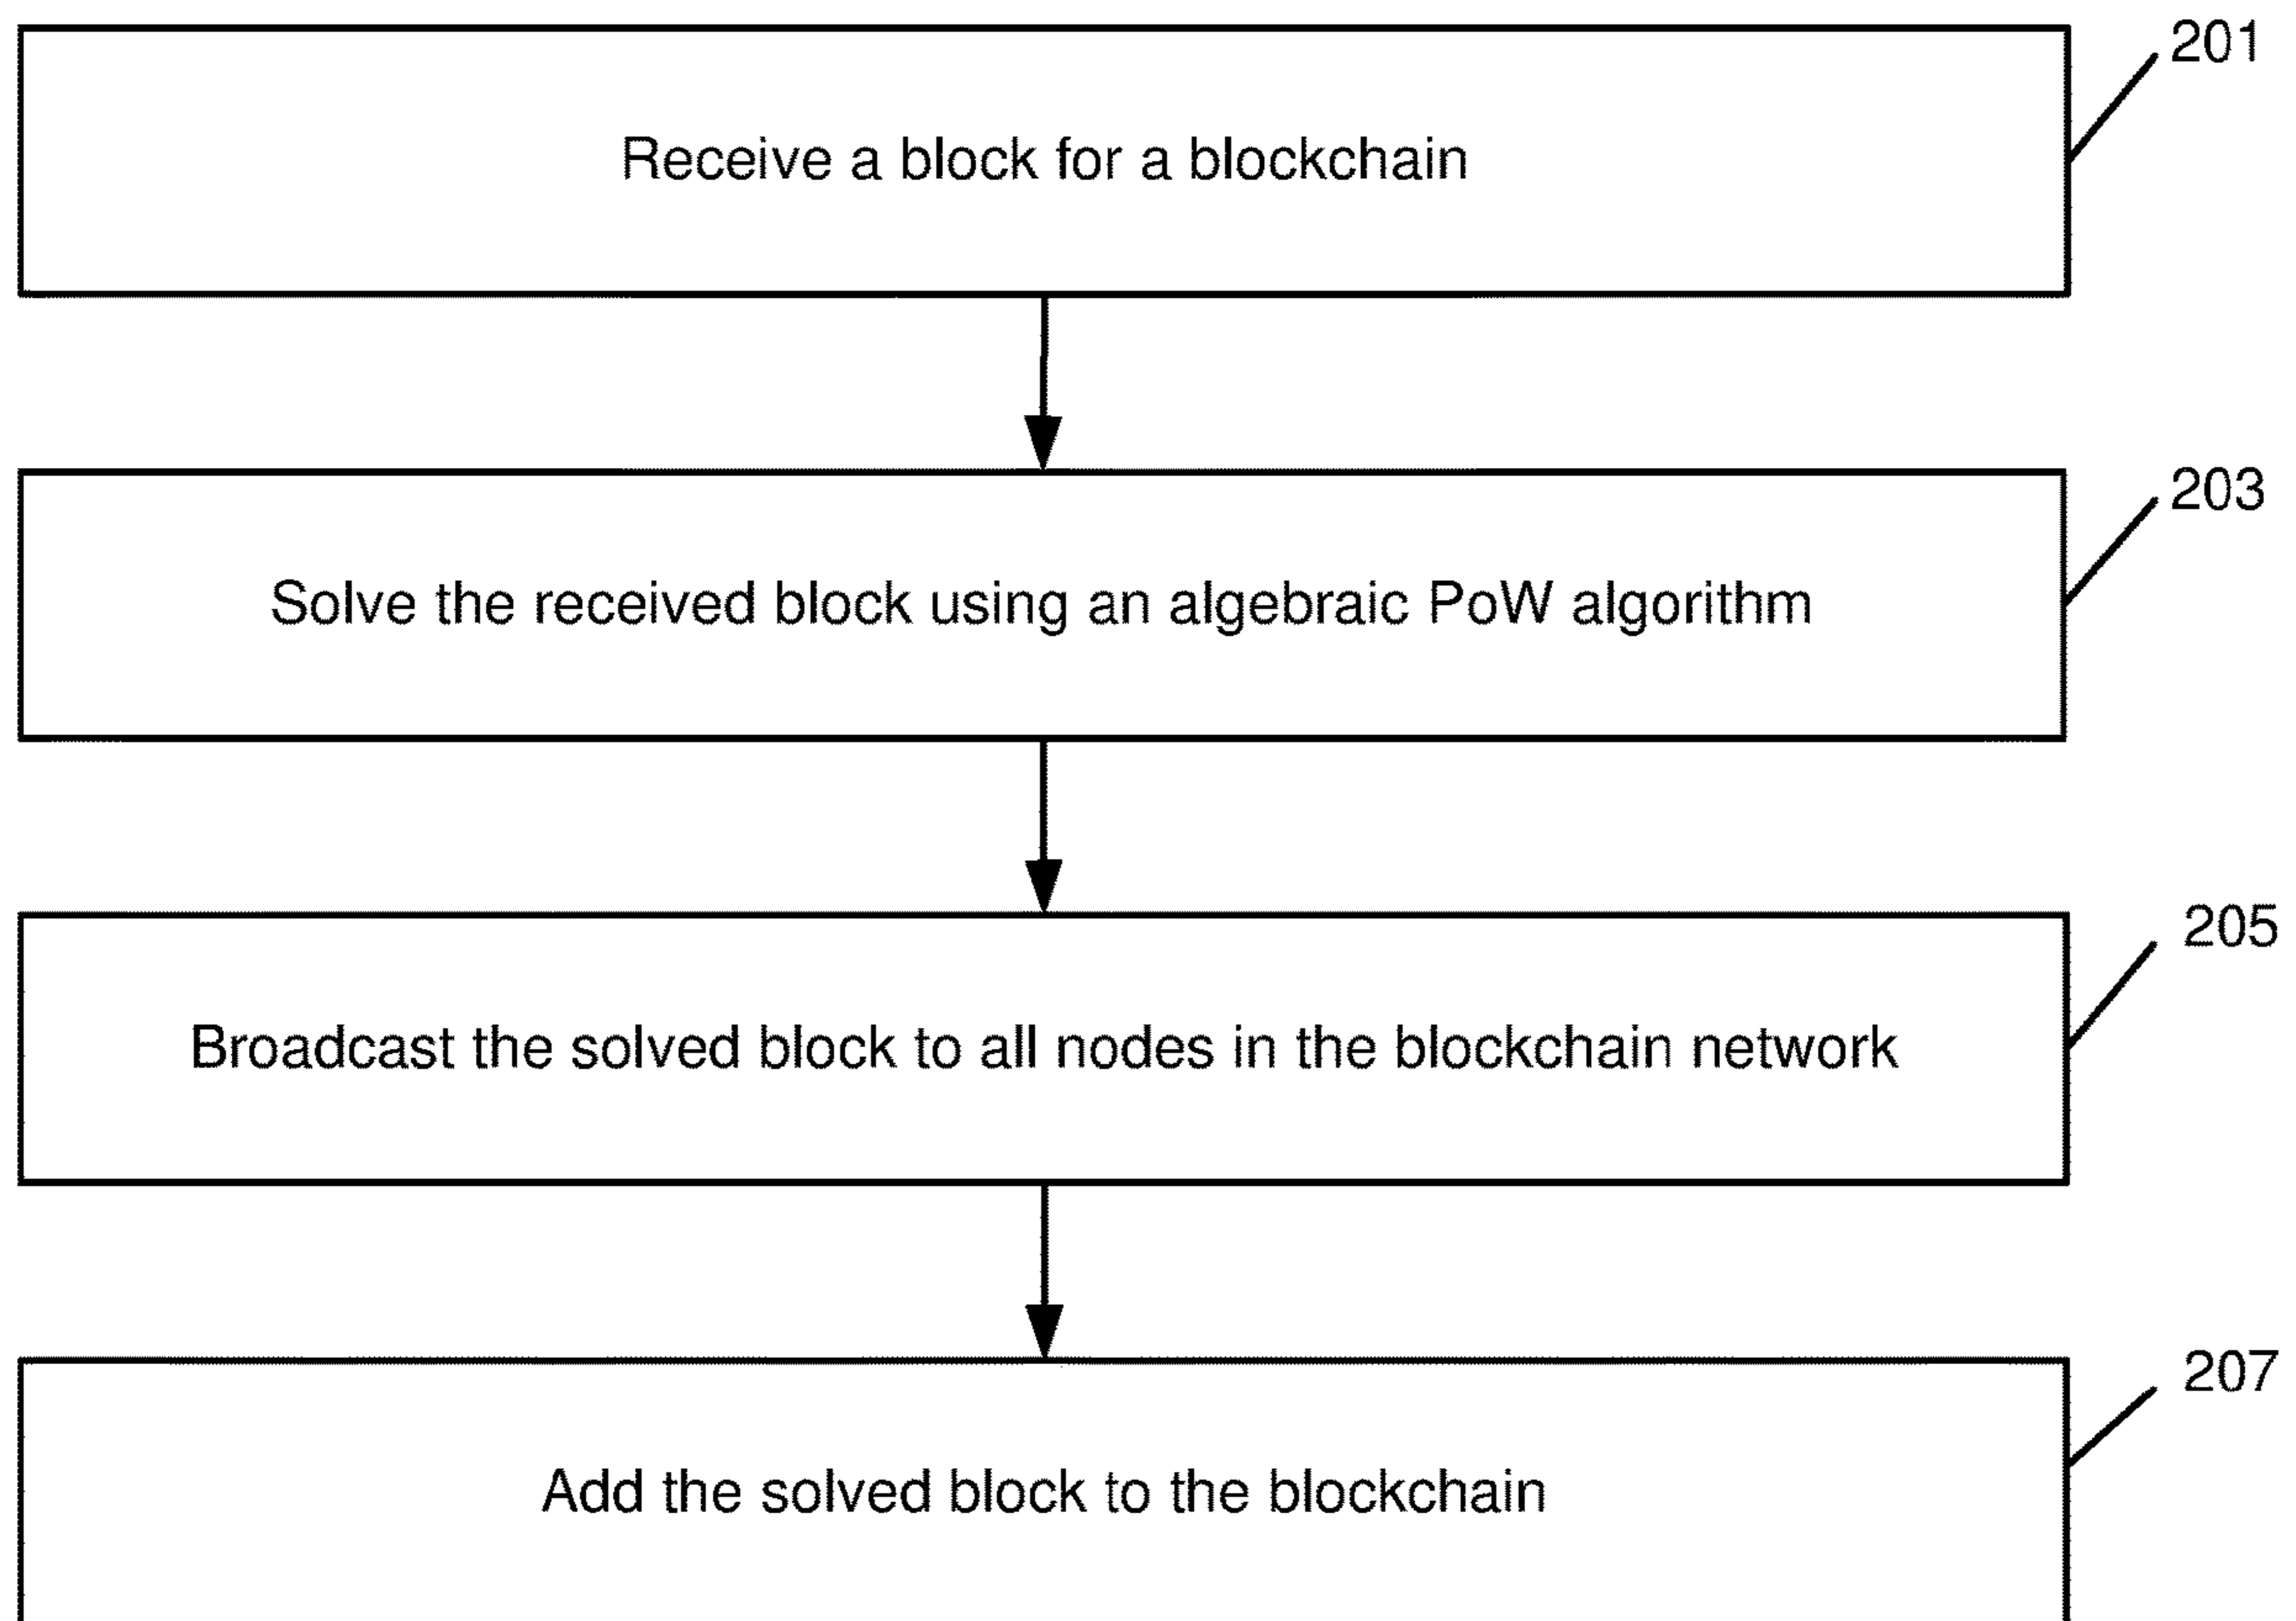 201
Receive a block for a blockchain
203
Solve the received block using an algebraic PoW algorithm
205
Broadcast the solved block to all nodes in the blockchain network
207
Add the solved block to the blockchain